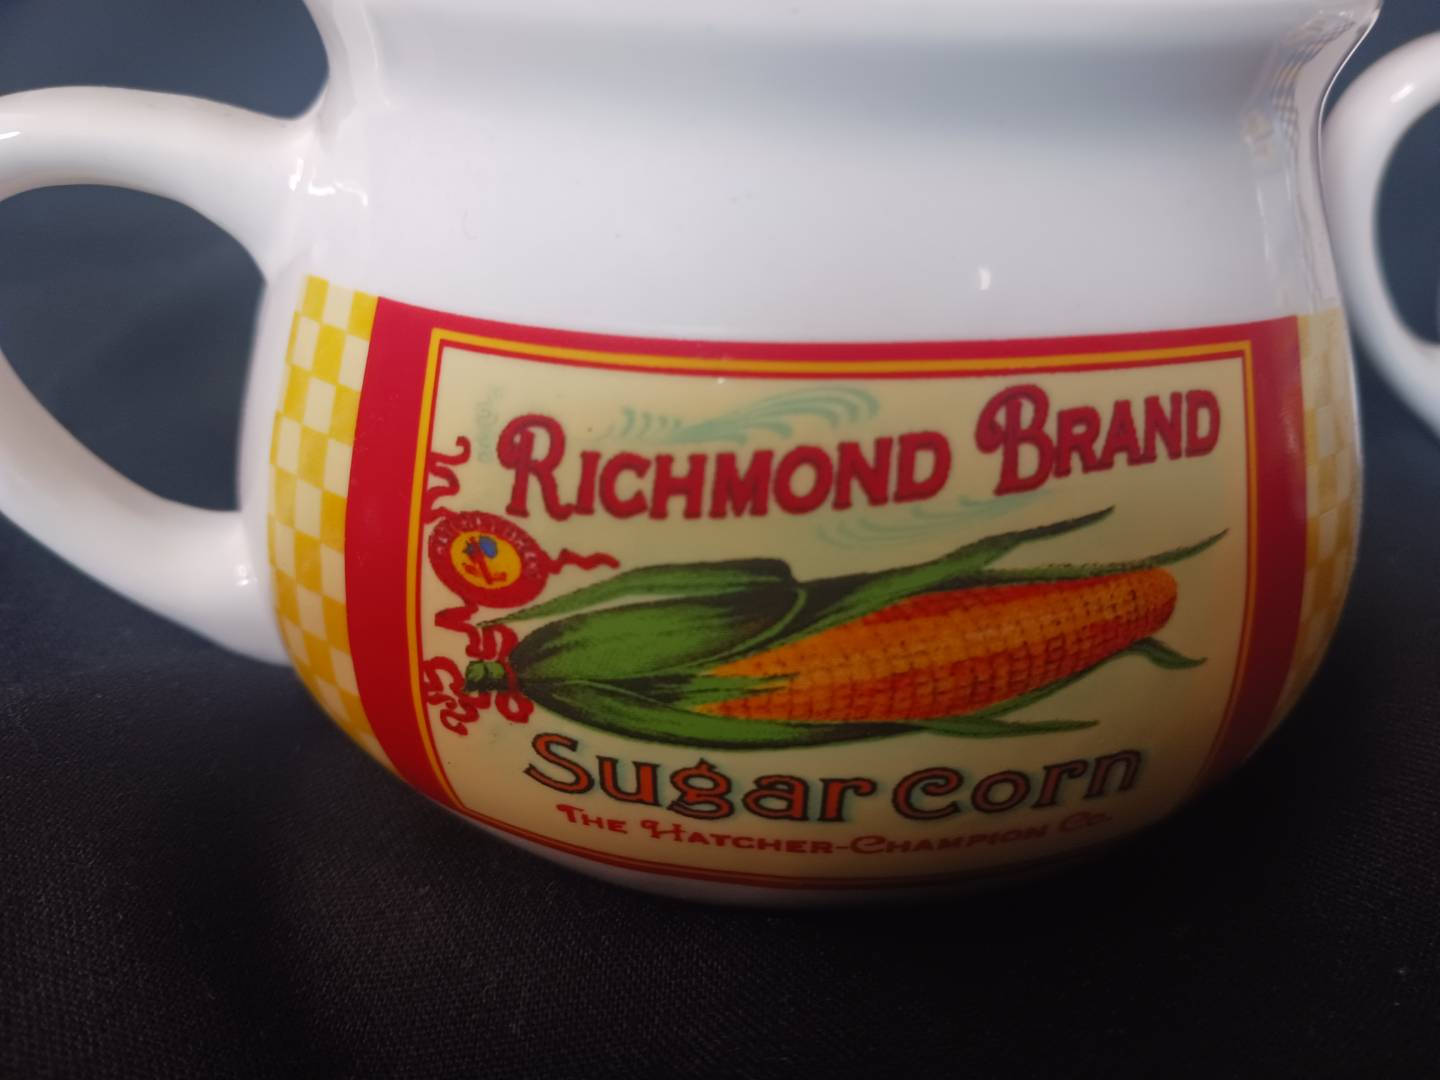 RICHMOND BRAND
Sugar Corn
THE HATCHER-CHAMPION Co.